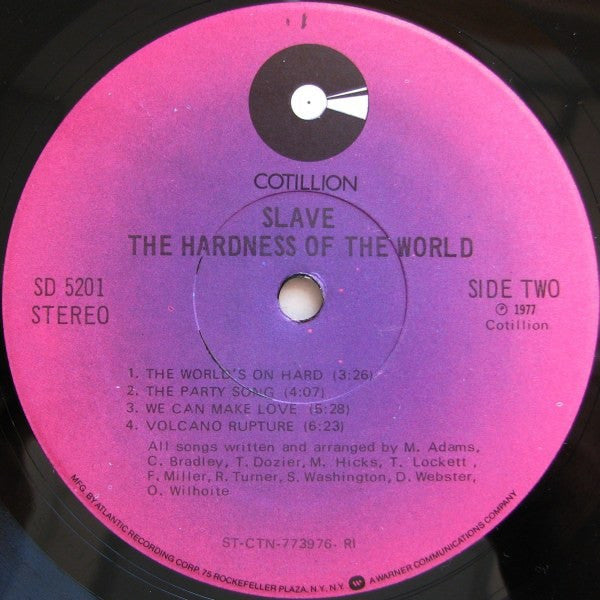 COTILLION
SLAVE
THE HARDNESS OF THE WORLD
SD 5201
STEREO
SIDE TWO
℗ 1977
Cotillion
1. THE WORLD'S ON HARD (3:26)
2. THE PARTY SONG (4:07)
3. WE CAN MAKE LOVE (5:28)
4. VOLCANO RUPTURE (6:23)
All songs written and arranged by M. Adams,
C. Bradley, T. Dozier, M. Hicks, T. Lockett,
F. Miller, R. Turner, S. Washington, D. Webster,
O. Wilhoite
ST-CTN-773976- RI
MFG. BY ATLANTIC RECORDING CORP. 75 ROCKEFELLER PLAZA, N.Y. N.Y. A WARNER COMMUNICATIONS COMPANY